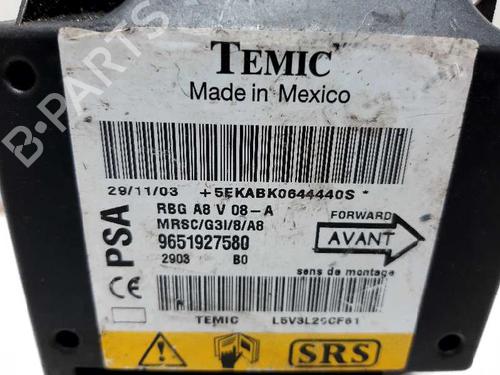 TEMIC
Made in Mexico
29/11/03 +5EKABK0644440S *
RBG A8 V 08-A
MRSC/G3I/8/A8
9651927580
2903 B0
PSA
CE
FORWARD
AVANT
sens de montage
A
TEMIC L5V3L29CF61
SRS
B-PARTS